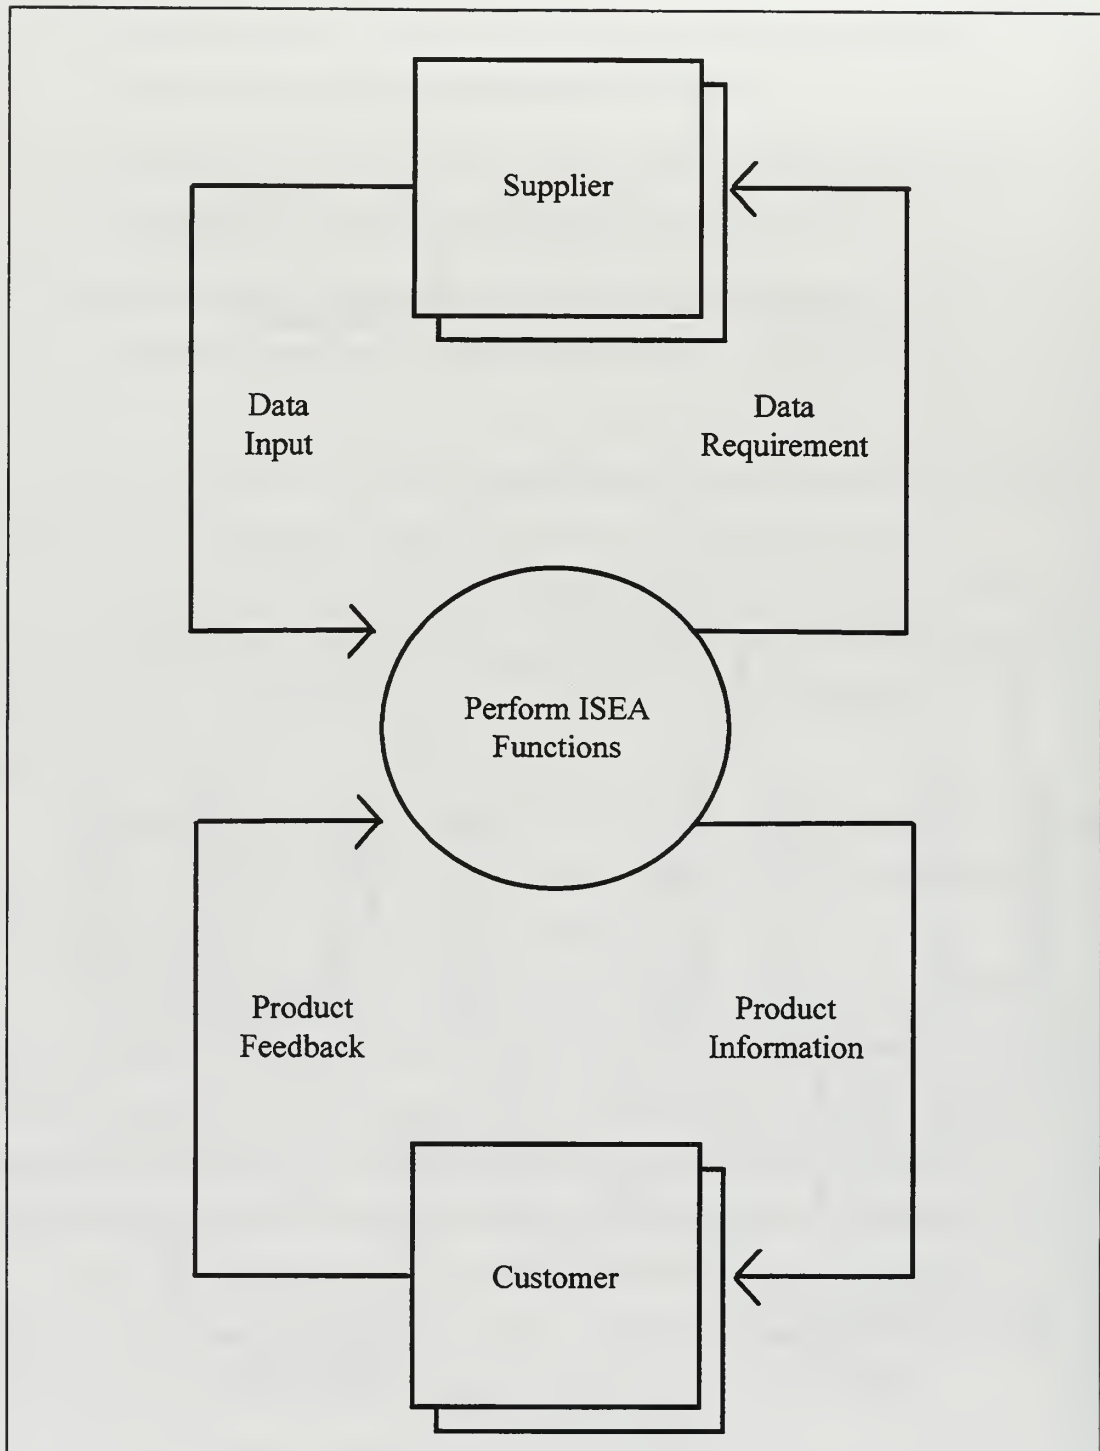 Supplier
Data
Input
Data
Requirement
Perform ISEA
Functions
Product
Feedback
Product
Information
Customer